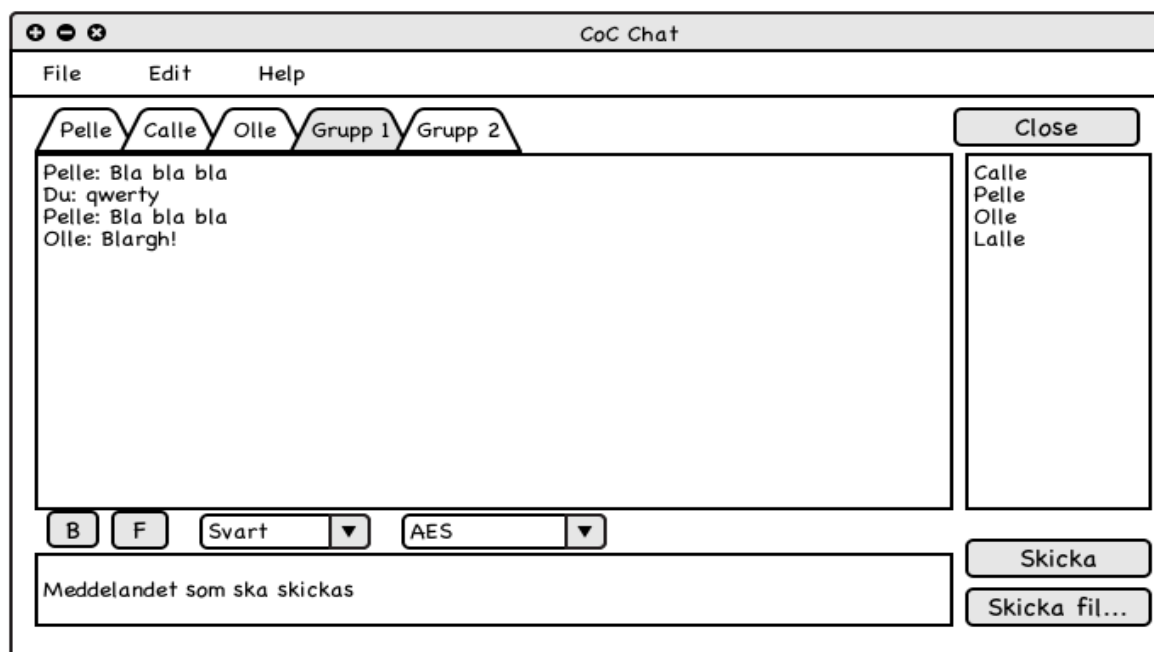 CoC Chat
File Edit Help
Pelle Calle Olle Grupp 1 Grupp 2 Close
Pelle: Bla bla bla
Du: qwerty
Pelle: Bla bla bla
Olle: Blargh!
Calle
Pelle
Olle
Lalle
B F Svart AES
Meddelandet som ska skickas
Skicka
Skicka fil...